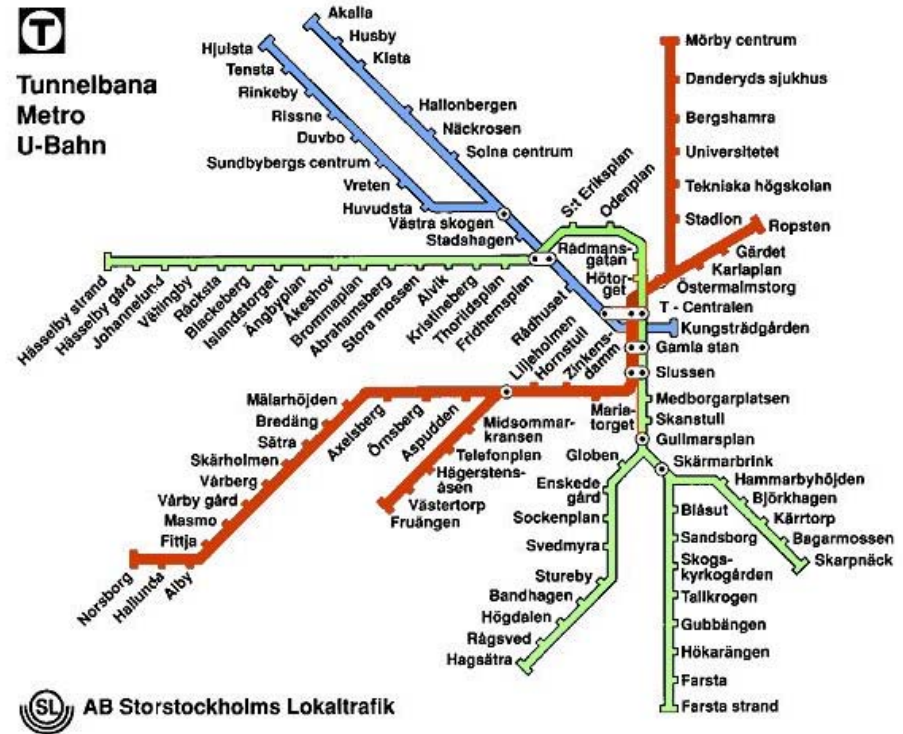 T
Tunnelbana
Metro
U-Bahn
Akalla
Husby
Kista
Hallonbergen
Näckrosen
Solna centrum
Hjulsta
Tensta
Rinkeby
Rissne
Duvbo
Sundbybergs centrum
Vreten
Huvudsta
Västra skogen
Stadshagen
S:t Eriksplan
Odenplan
Rådmans-
gatan
Hötor-
get
Mörby centrum
Danderyds sjukhus
Bergshamra
Universitetet
Tekniska högskolan
Stadion
Ropsten
Gärdet
Karlaplan
Östermalmstorg
T - Centralen
Kungsträdgården
Gamla stan
Slussen
Medborgarplatsen
Skanstull
Gullmarsplan
Skärmarbrink
Hässelby strand
Hässelby gård
Johannelund
Vällingby
Råcksta
Blackeberg
Islandstorget
Ängbyplan
Åkeshov
Brommaplan
Abrahamsberg
Stora mossen
Alvik
Kristineberg
Thorildsplan
Fridhemsplan
Rådhuset
Liljeholmen
Hornstull
Zinkens-
damm
Maria-
torget
Mälarhöjden
Bredäng
Sätra
Skärholmen
Vårberg
Vårby gård
Masmo
Fittja
Norsborg
Hallunda
Alby
Axelsberg
Örnsberg
Aspudden
Midsommar-
kransen
Telefonplan
Hägerstens-
åsen
Västertorp
Fruängen
Globen
Enskede
gård
Sockenplan
Svedmyra
Stureby
Bandhagen
Högdalen
Rågsved
Hagsätra
Hammarbyhöjden
Björkhagen
Kärrtorp
Bagarmossen
Skarpnäck
Blåsut
Sandsborg
Skogs-
kyrkogården
Tallkrogen
Gubbängen
Hökarängen
Farsta
Farsta strand
SL AB Storstockholms Lokaltrafik